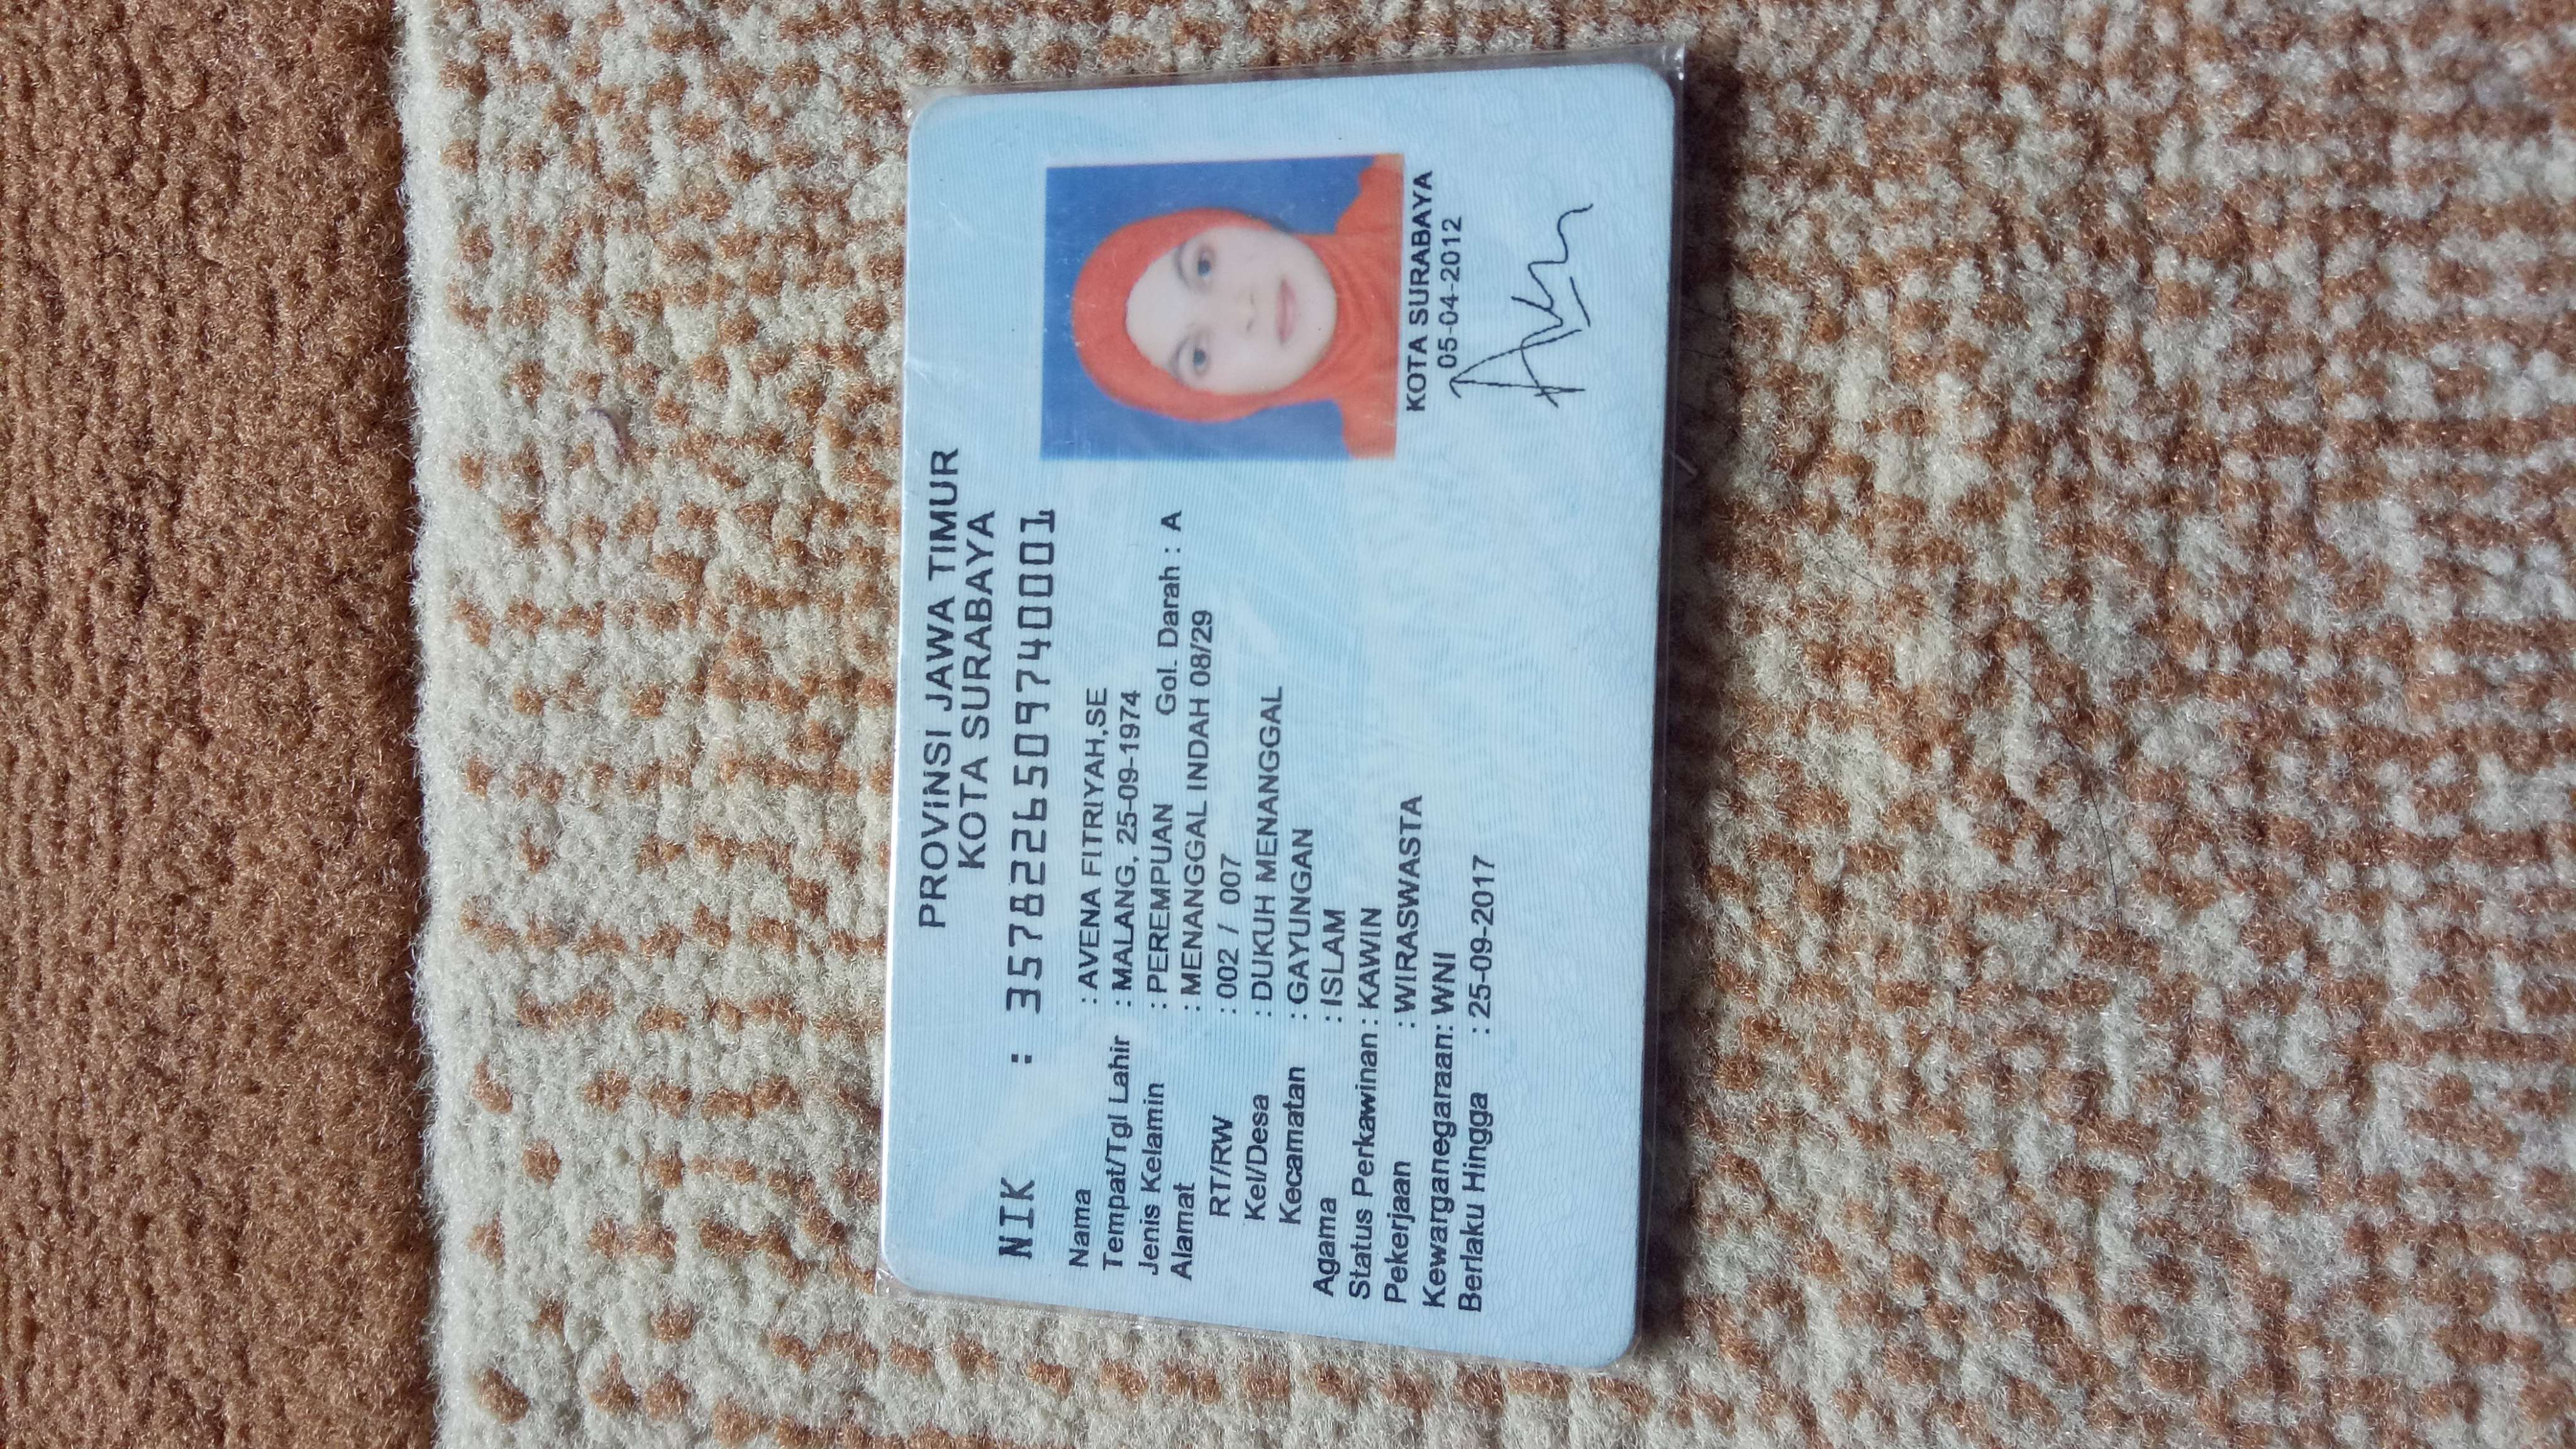 PROVINSI JAWA TIMUR
KOTA SURABAYA
NIK : 3578226509740001
Nama : AVENA FITRIYAH,SE
Tempat/Tgl Lahir : MALANG, 25-09-1974
Jenis Kelamin : PEREMPUAN Gol. Darah : A
Alamat : MENANGGAL INDAH 08/29
RT/RW : 002 / 007
Kel/Desa : DUKUH MENANGGAL
Kecamatan : GAYUNGAN
Agama : ISLAM
Status Perkawinan : KAWIN
Pekerjaan : WIRASWASTA
Kewarganegaraan: WNI
Berlaku Hingga : 25-09-2017
KOTA SURABAYA
05-04-2012